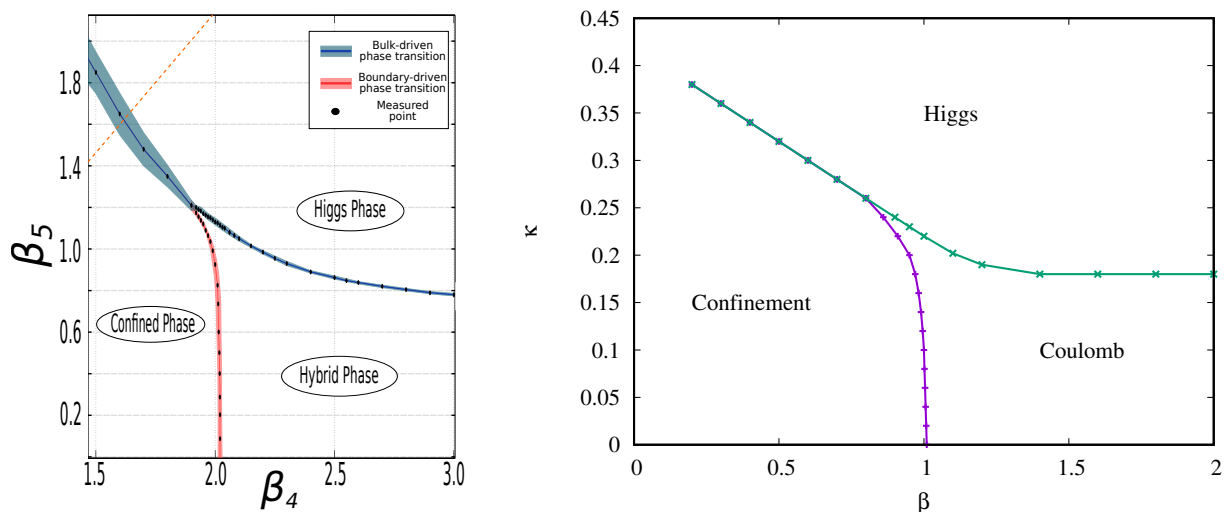 Bulk-driven
phase transition
Boundary-driven
phase transition
Measured
point
1.8
1.4
1.0
0.6
0.2
β5
Higgs Phase
Confined Phase
Hybrid Phase
1.5
2.0
2.5
3.0
β4
0.45
0.4
0.35
0.3
0.25
0.2
0.15
0.1
0.05
0
κ
Higgs
Confinement
Coulomb
0
0.5
1
1.5
2
β